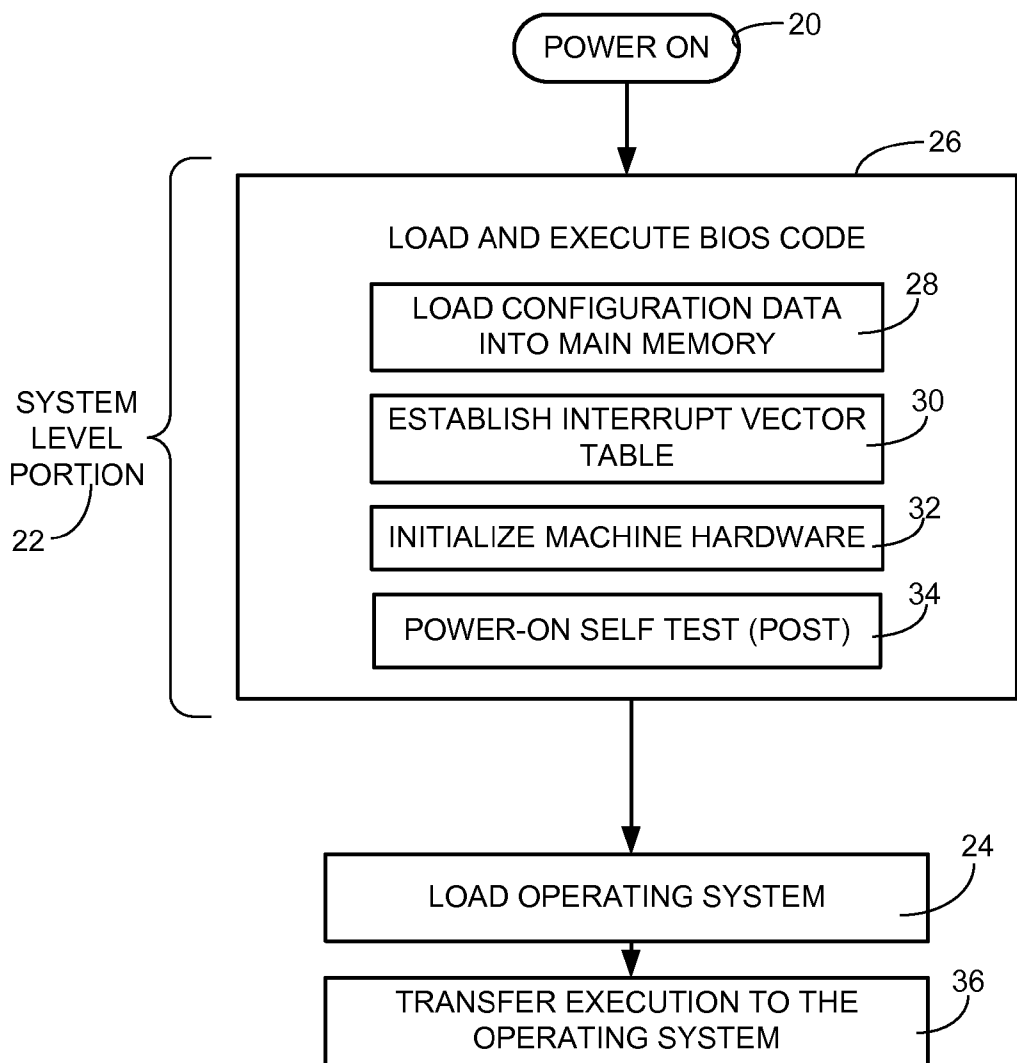 POWER ON
20
26
LOAD AND EXECUTE BIOS CODE
LOAD CONFIGURATION DATA
INTO MAIN MEMORY
28
ESTABLISH INTERRUPT VECTOR
TABLE
30
INITIALIZE MACHINE HARDWARE
32
POWER-ON SELF TEST (POST)
34
SYSTEM
LEVEL
PORTION
22
LOAD OPERATING SYSTEM
24
TRANSFER EXECUTION TO THE
OPERATING SYSTEM
36